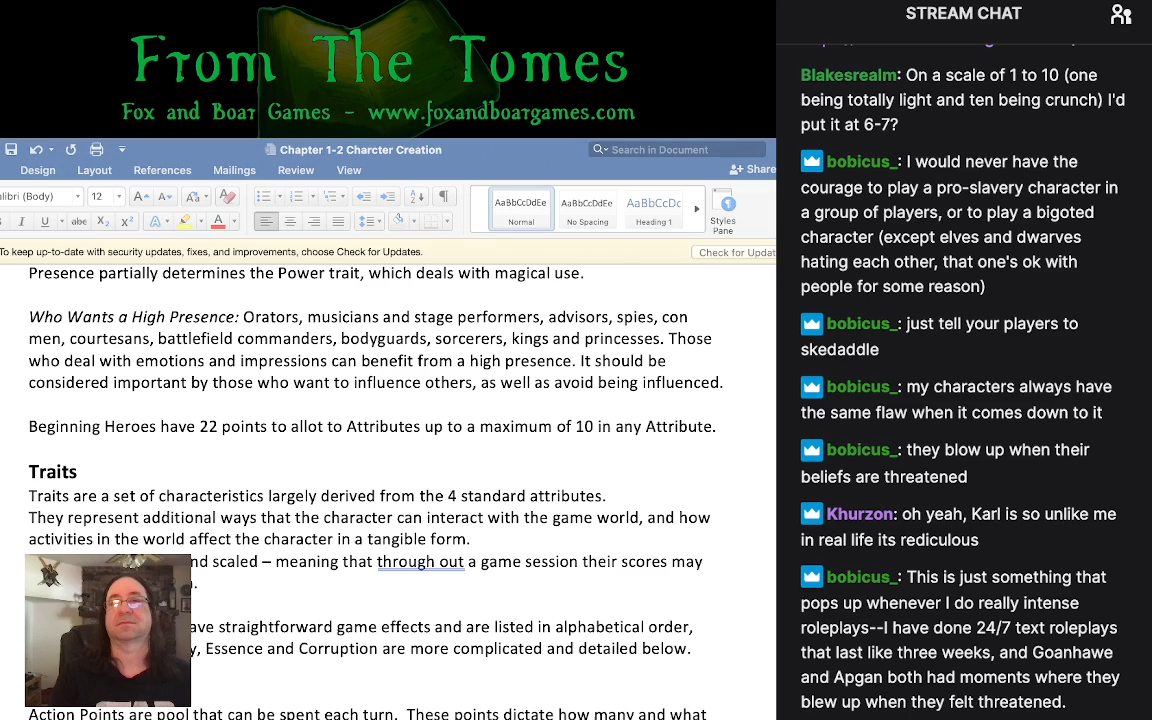 From The Tomes
Fox and Boar Games - www.foxandboargames.com
Chapter 1-2 Charcter Creation
Search in Document
Design Layout References Mailings Review View
Share
alibri (Body) 12
AaBbCcDdEe AaBbCcDdEe AaBbCcDc
Normal No Spacing Heading 1
Styles
Pane
To keep up-to-date with security updates, fixes, and improvements, choose Check for Updates.
Check for Updat
Presence partially determines the Power trait, which deals with magical use.
Who Wants a High Presence: Orators, musicians and stage performers, advisors, spies, con
men, courtesans, battlefield commanders, bodyguards, sorcerers, kings and princesses. Those
who deal with emotions and impressions can benefit from a high presence. It should be
considered important by those who want to influence others, as well as avoid being influenced.
Beginning Heroes have 22 points to allot to Attributes up to a maximum of 10 in any Attribute.
Traits
Traits are a set of characteristics largely derived from the 4 standard attributes.
They represent additional ways that the character can interact with the game world, and how
activities in the world affect the character in a tangible form.
nd scaled – meaning that through out a game session their scores may
ave straightforward game effects and are listed in alphabetical order,
y, Essence and Corruption are more complicated and detailed below.
Action Points are pool that can be spent each turn. These points dictate how many and what
STREAM CHAT
Blakesrealm: On a scale of 1 to 10 (one
being totally light and ten being crunch) I'd
put it at 6-7?
bobicus_: I would never have the
courage to play a pro-slavery character in
a group of players, or to play a bigoted
character (except elves and dwarves
hating each other, that one's ok with
people for some reason)
bobicus_: just tell your players to
skedaddle
bobicus_: my characters always have
the same flaw when it comes down to it
bobicus_: they blow up when their
beliefs are threatened
Khurzon: oh yeah, Karl is so unlike me
in real life its rediculous
bobicus_: This is just something that
pops up whenever I do really intense
roleplays--I have done 24/7 text roleplays
that last like three weeks, and Goanhawe
and Apgan both had moments where they
blew up when they felt threatened.